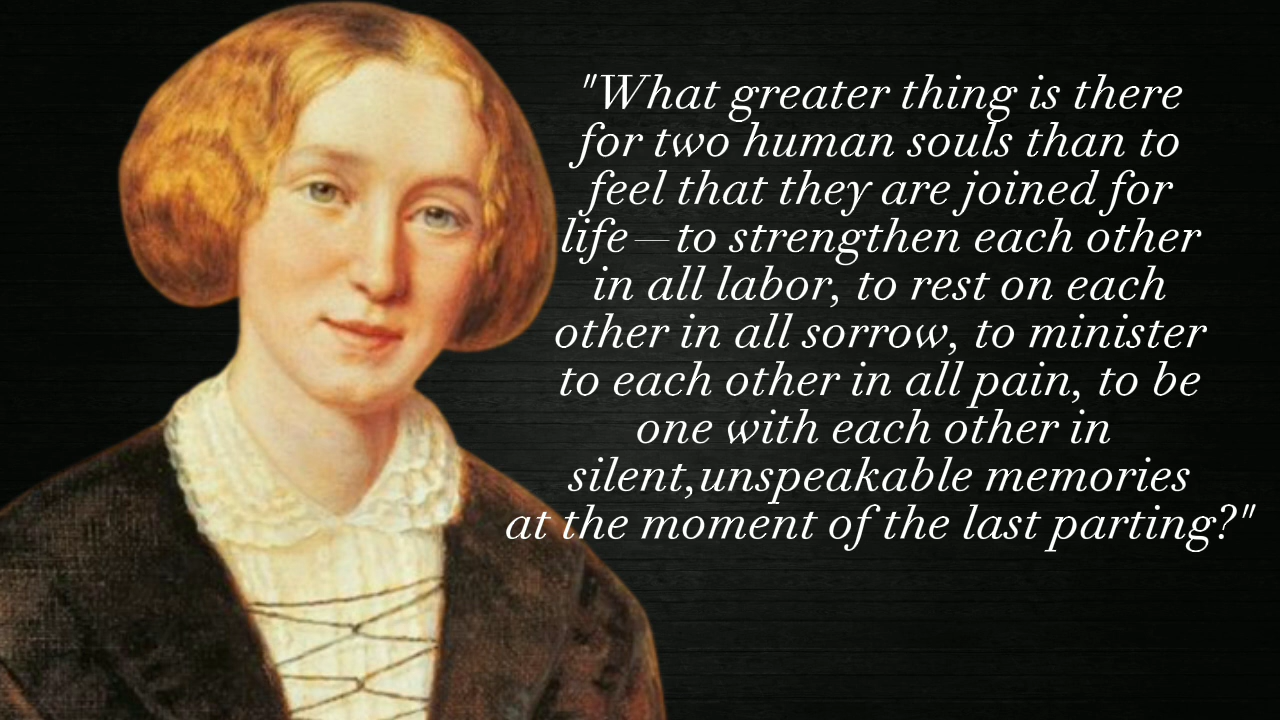 "What greater thing is there
for two human souls than to
feel that they are joined for
life—to strengthen each other
in all labor, to rest on each
other in all sorrow, to minister
to each other in all pain, to be
one with each other in
silent,unspeakable memories
at the moment of the last parting?"